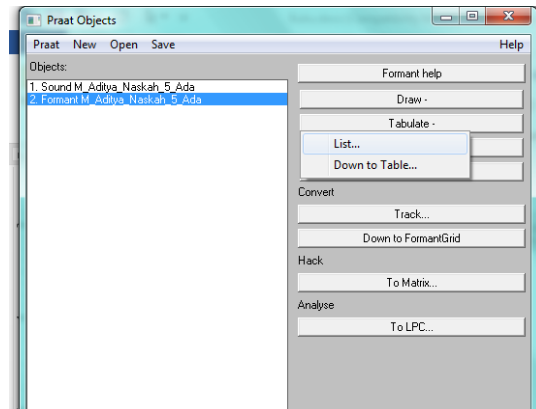 Praat Objects
Praat New Open Save Help
Objects:
1. Sound M_Aditya_Naskah_5_Ada
2. Formant M_Aditya_Naskah_5_Ada
Formant help
Draw -
Tabulate -
List...
Down to Table...
Convert
Track...
Down to FormantGrid
Hack
To Matrix...
Analyse
To LPC...